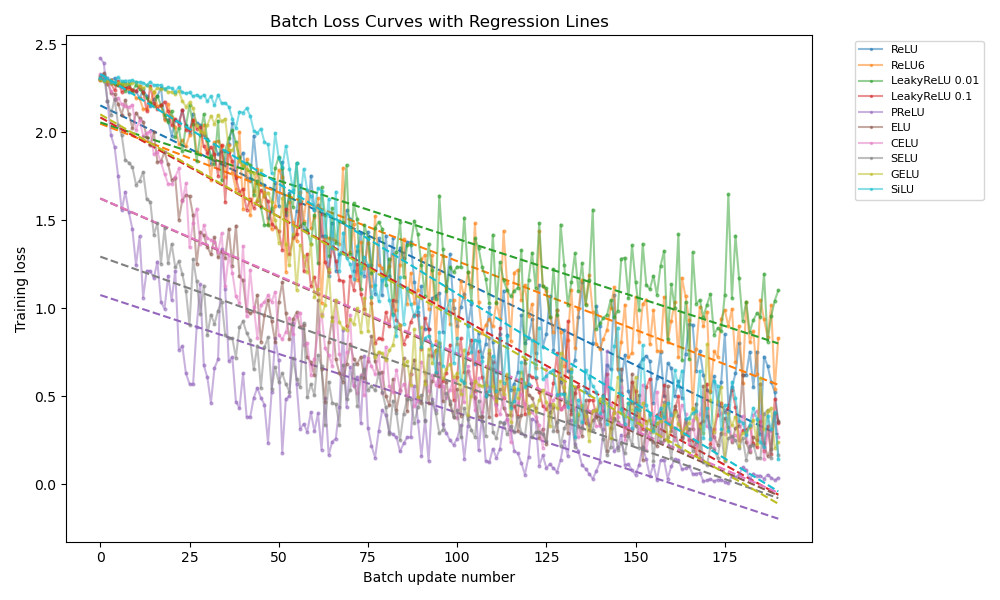 Batch Loss Curves with Regression Lines
Training loss
2.5
2.0
1.5
1.0
0.5
0.0
0
25
50
75
100
125
150
175
Batch update number
ReLU
ReLU6
LeakyReLU 0.01
LeakyReLU 0.1
PReLU
ELU
CELU
SELU
GELU
SiLU